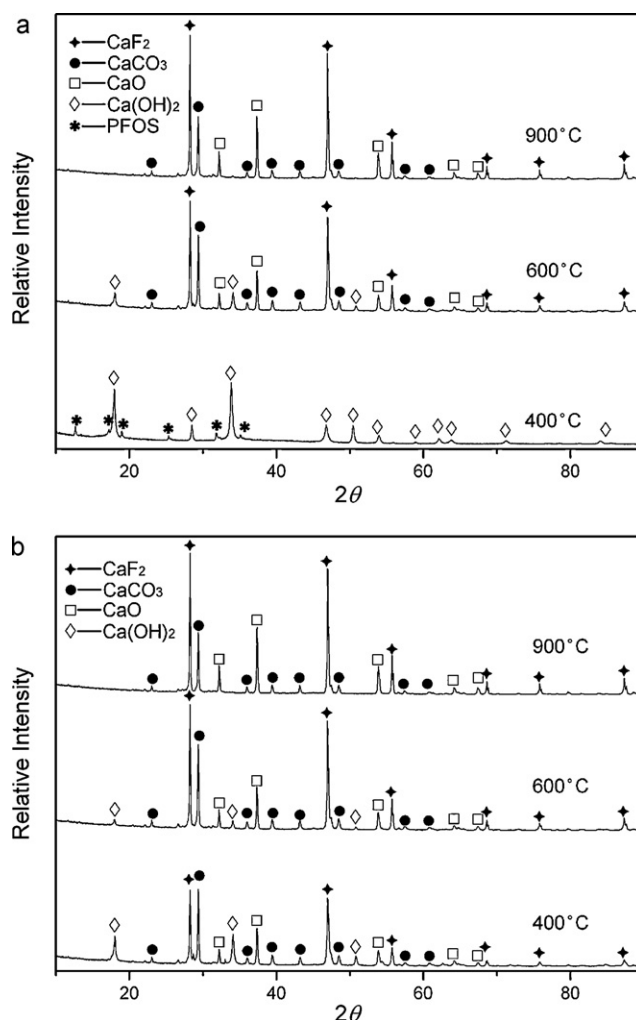 a
CaF₂
CaCO₃
CaO
Ca(OH)₂
PFOS
900°C
600°C
400°C
Relative Intensity
20
40
60
80
2θ
b
CaF₂
CaCO₃
CaO
Ca(OH)₂
900°C
600°C
400°C
Relative Intensity
20
40
60
80
2θ